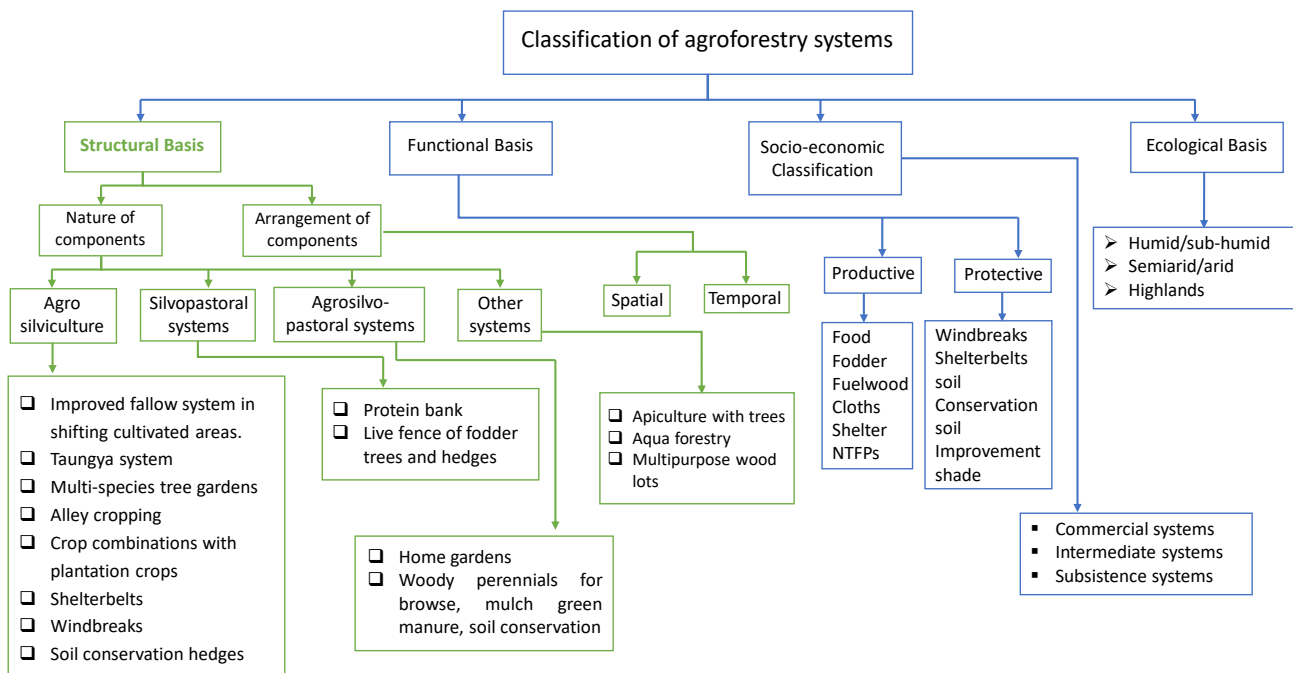 Classification of agroforestry systems
Structural Basis
Functional Basis
Socio-economic
Classification
Ecological Basis
Nature of
components
Arrangement of
components
Humid/sub-humid
Semiarid/arid
Highlands
Productive
Protective
Agro
silviculture
Silvopastoral
systems
Agrosilvo-
pastoral systems
Other
systems
Spatial
Temporal
Food
Fodder
Fuelwood
Cloths
Shelter
NTFPs
Windbreaks
Shelterbelts
soil
Conservation
soil
Improvement
shade
Improved fallow system in
shifting cultivated areas.
Taungya system
Multi-species tree gardens
Alley cropping
Crop combinations with
plantation crops
Shelterbelts
Windbreaks
Soil conservation hedges
Protein bank
Live fence of fodder
trees and hedges
Apiculture with trees
Aqua forestry
Multipurpose wood
lots
Home gardens
Woody perennials for
browse, mulch green
manure, soil conservation
Commercial systems
Intermediate systems
Subsistence systems